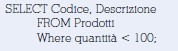 SELECT Codice, Descrizione
FROM Prodotti
Where quantità < 100;